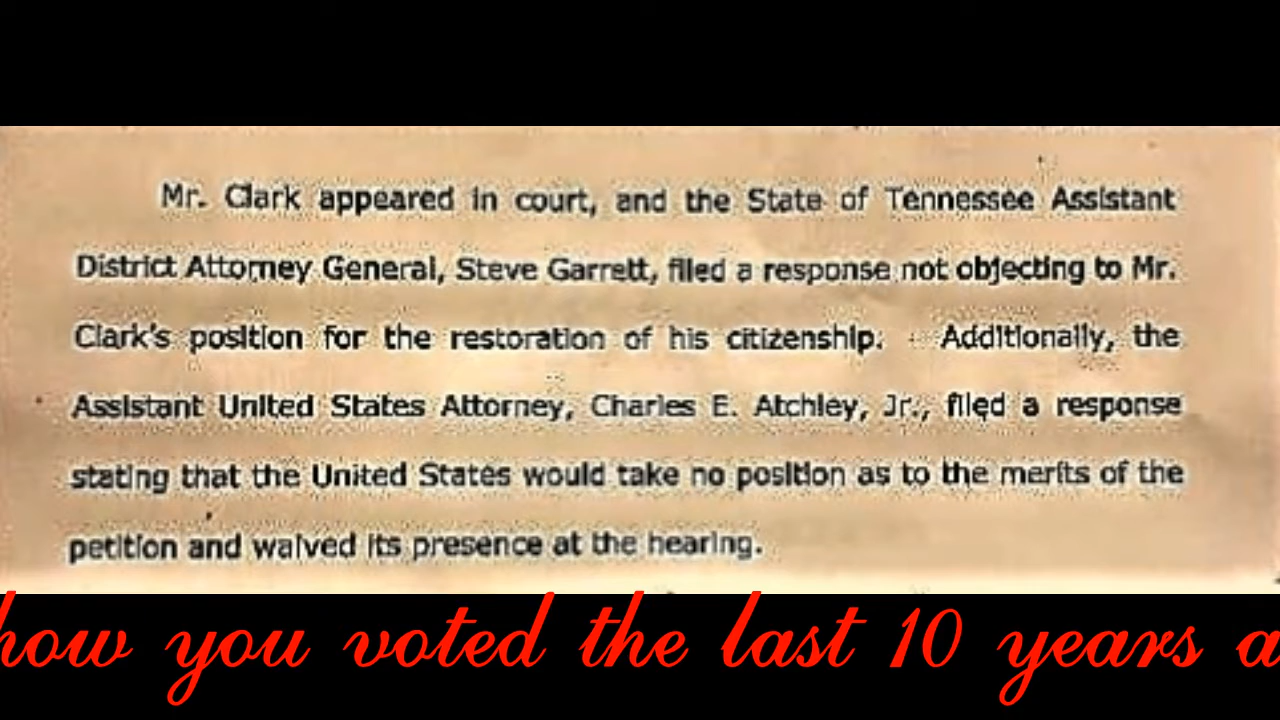 Mr. Clark appeared in court, and the State of Tennessee Assistant
District Attorney General, Steve Garrett, filed a response not objecting to Mr.
Clark's position for the restoration of his citizenship. Additionally, the
Assistant United States Attorney, Charles E. Atchley, Jr., filed a response
stating that the United States would take no position as to the merits of the
petition and waived its presence at the hearing.
how you voted the last 10 years a